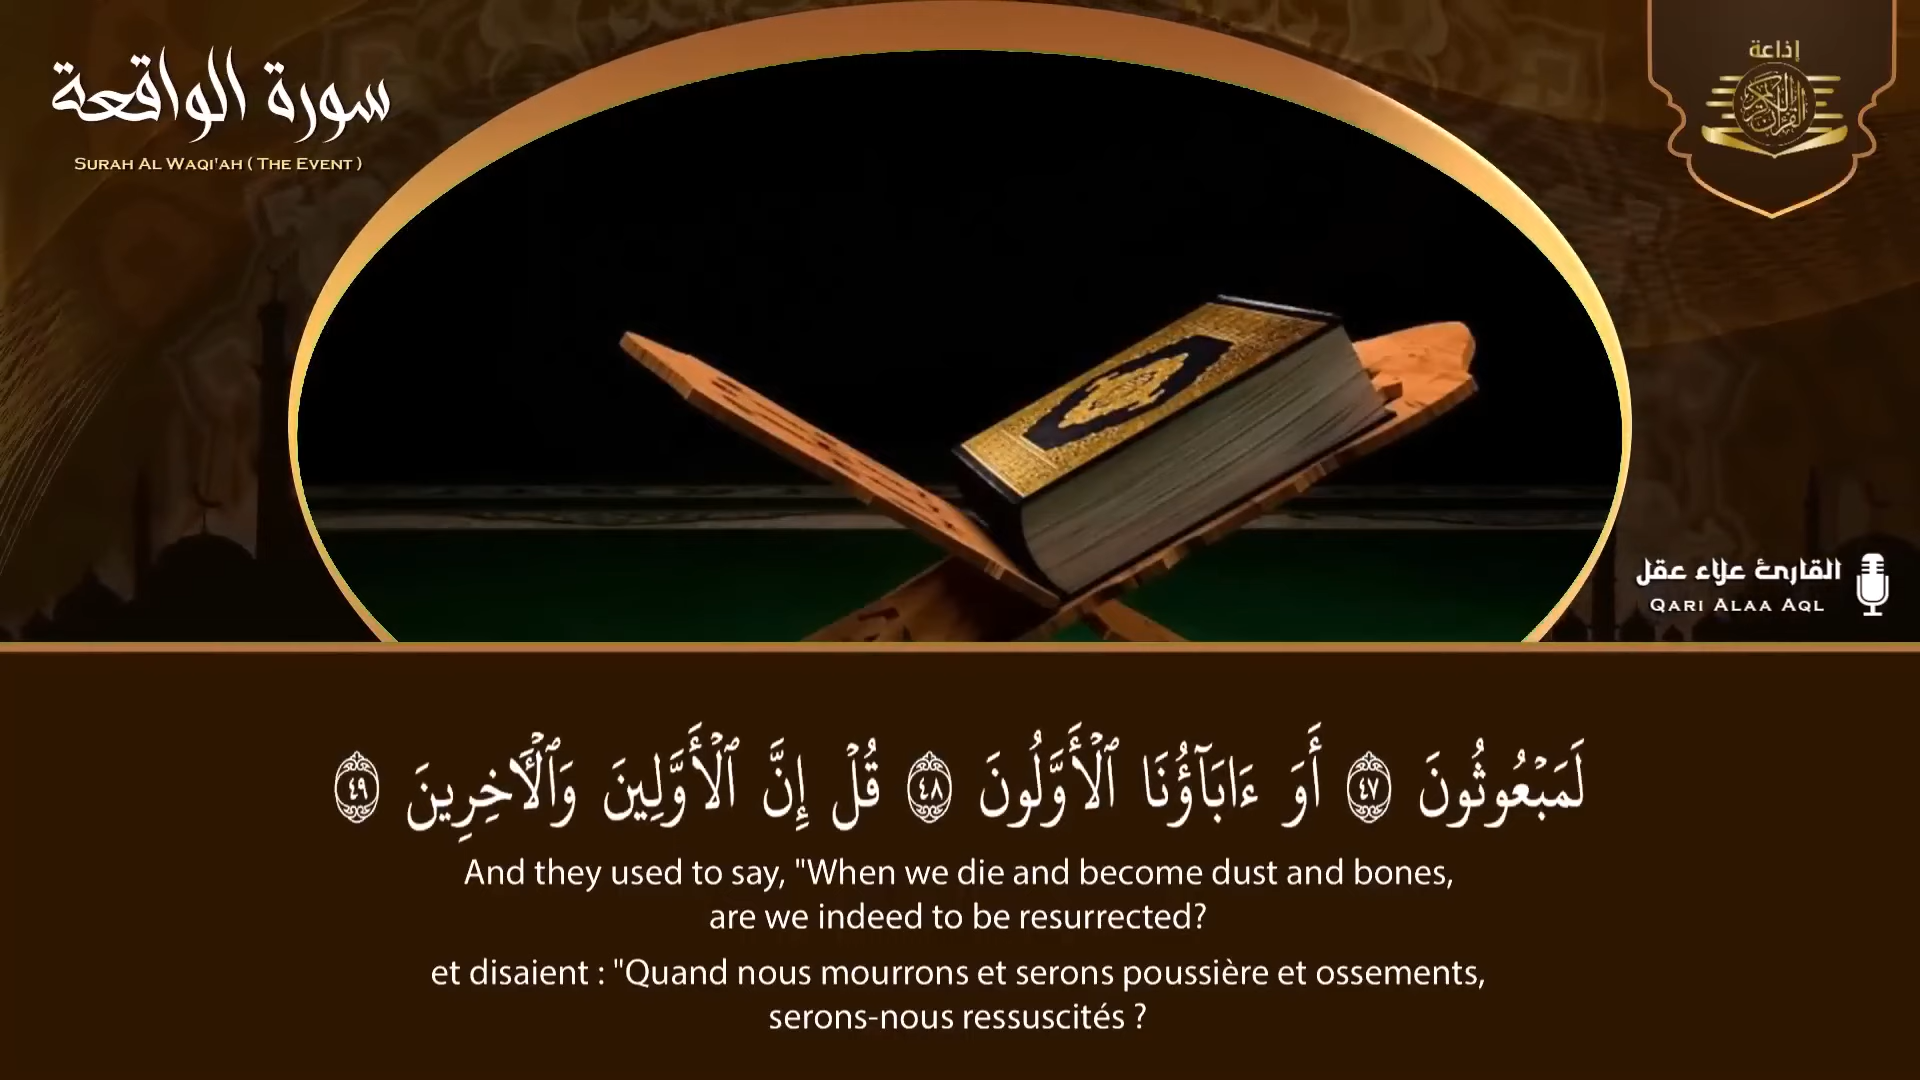 سورة الواقعة
SURAH AL WAQI'AH ( THE EVENT )
إذاعة
القرآن الكريم
القارئ علاء عقل
QARI ALAA AQL
لَمَبْعُوثُونَ ٤٧ أَوَ ءَابَآؤُنَا ٱلْأَوَّلُونَ ٤٨ قُلْ إِنَّ ٱلْأَوَّلِينَ وَٱلْـَٔاخِرِينَ ٤٩
And they used to say, "When we die and become dust and bones,
are we indeed to be resurrected?
et disaient : "Quand nous mourrons et serons poussière et ossements,
serons-nous ressuscités ?